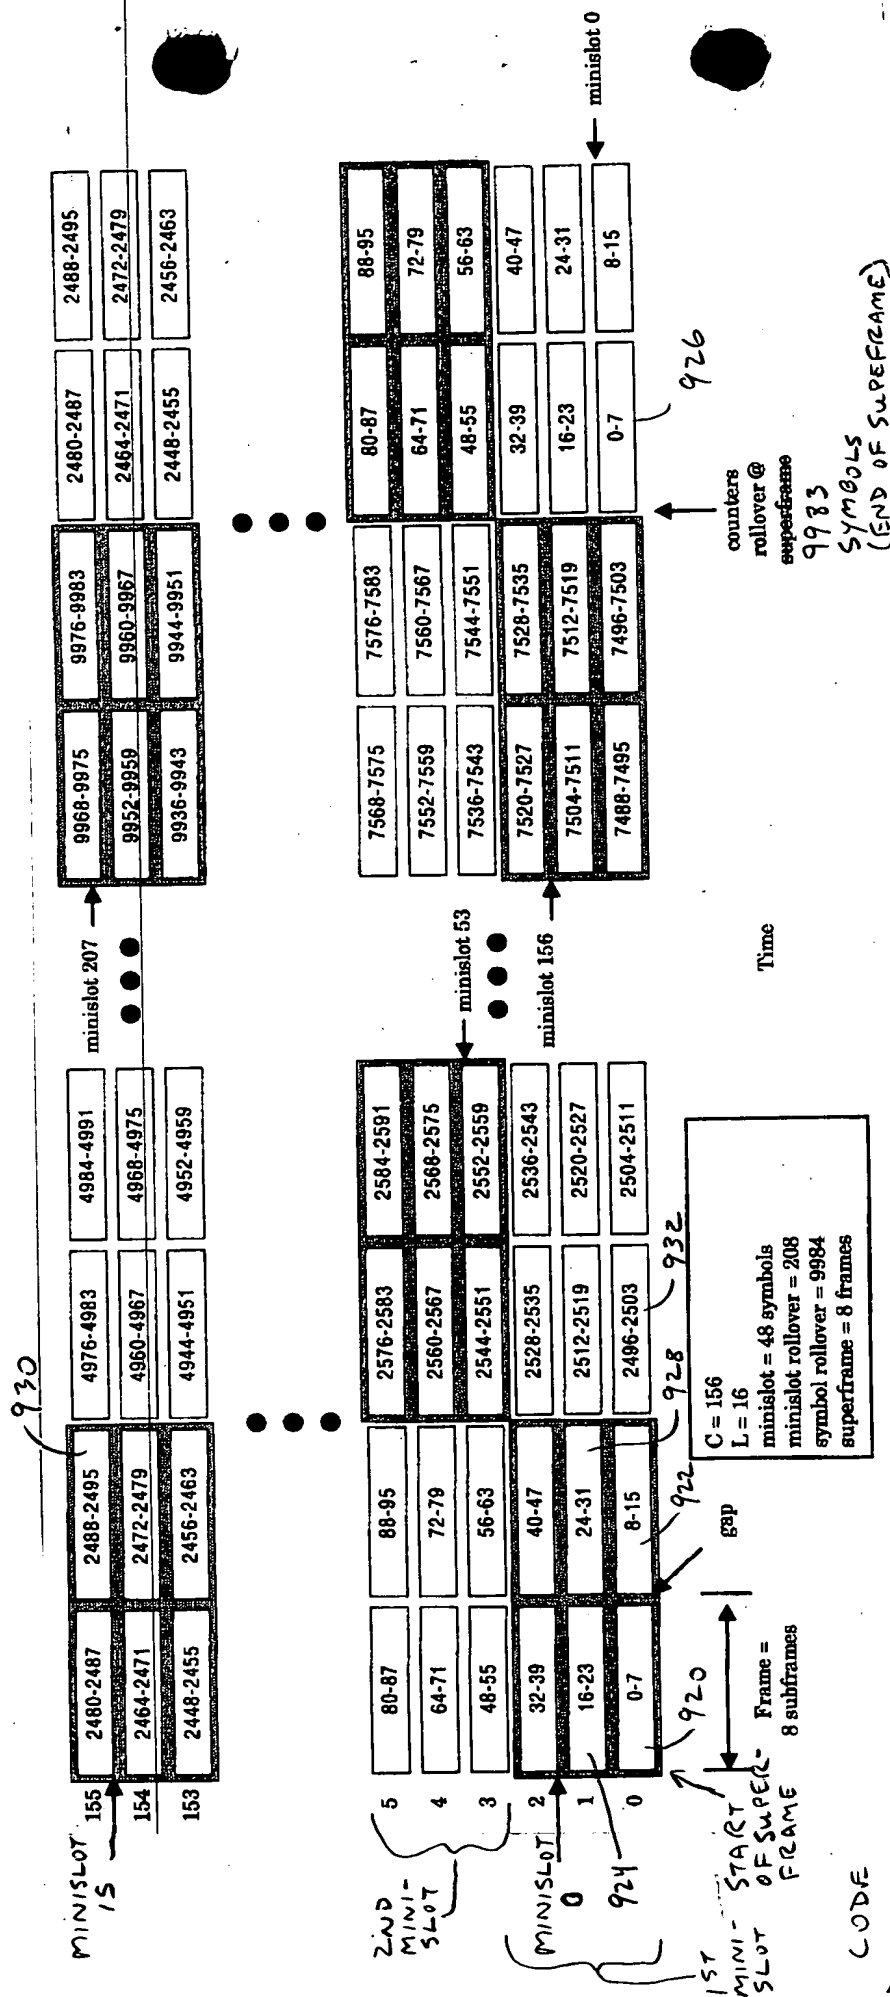 930
155 2480-2487 2488-2495 4976-4983 4984-4991 9968-9975 9976-9983 2480-2487 2488-2495
154 2464-2471 2472-2479 4960-4967 4968-4975 9952-9959 9960-9967 2464-2471 2472-2479
153 2448-2455 2456-2463 4944-4951 4952-4959 9936-9943 9944-9951 2448-2455 2456-2463
MINISLOT
minislot 207
5 80-87 88-95 2576-2583 2584-2591 7568-7575 7576-7583 80-87 88-95
4 64-71 72-79 2560-2567 2568-2575 7552-7559 7560-7567 64-71 72-79
3 48-55 56-63 2544-2551 2552-2559 7536-7543 7544-7551 48-55 56-63
2ND
MINI-
SLOT
minislot 53
2 32-39 40-47 2528-2535 2536-2543 7520-7527 7528-7535 32-39 40-47
1 16-23 24-31 2512-2519 2520-2527 7504-7511 7512-7519 16-23 24-31
0 0-7 8-15 2496-2503 2504-2511 7488-7495 7496-7503 0-7 8-15
MINISLOT
0
924
minislot 156
minislot 0
1ST
MINI-
SLOT
START
OF SUPER-
FRAME
920
922
928
932
926
Frame =
8 subframes
gap
C = 156
L = 16
minislot = 48 symbols
minislot rollover = 208
symbol rollover = 9984
superframe = 8 frames
Time
counters
rollover @
superframe
9983
SYMBOLS
(END OF SUPEFRAME)
CODE